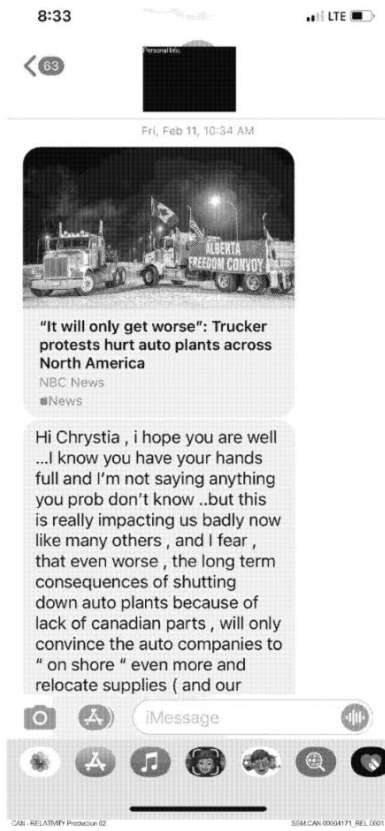 8:33
LTE
63
Personal Info.
Fri, Feb 11, 10:34 AM
ALBERTA
FREEDOM CONVOY
“It will only get worse”: Trucker
protests hurt auto plants across
North America
NBC News
News
Hi Chrystia , i hope you are well
...I know you have your hands
full and I’m not saying anything
you prob don’t know ..but this
is really impacting us badly now
like many others , and I fear ,
that even worse , the long term
consequences of shutting
down auto plants because of
lack of canadian parts , will only
convince the auto companies to
“ on shore “ even more and
relocate supplies ( and our
iMessage
CAN - RELATIVITY Production 02
SSM.CAN.00004171_REL.0001